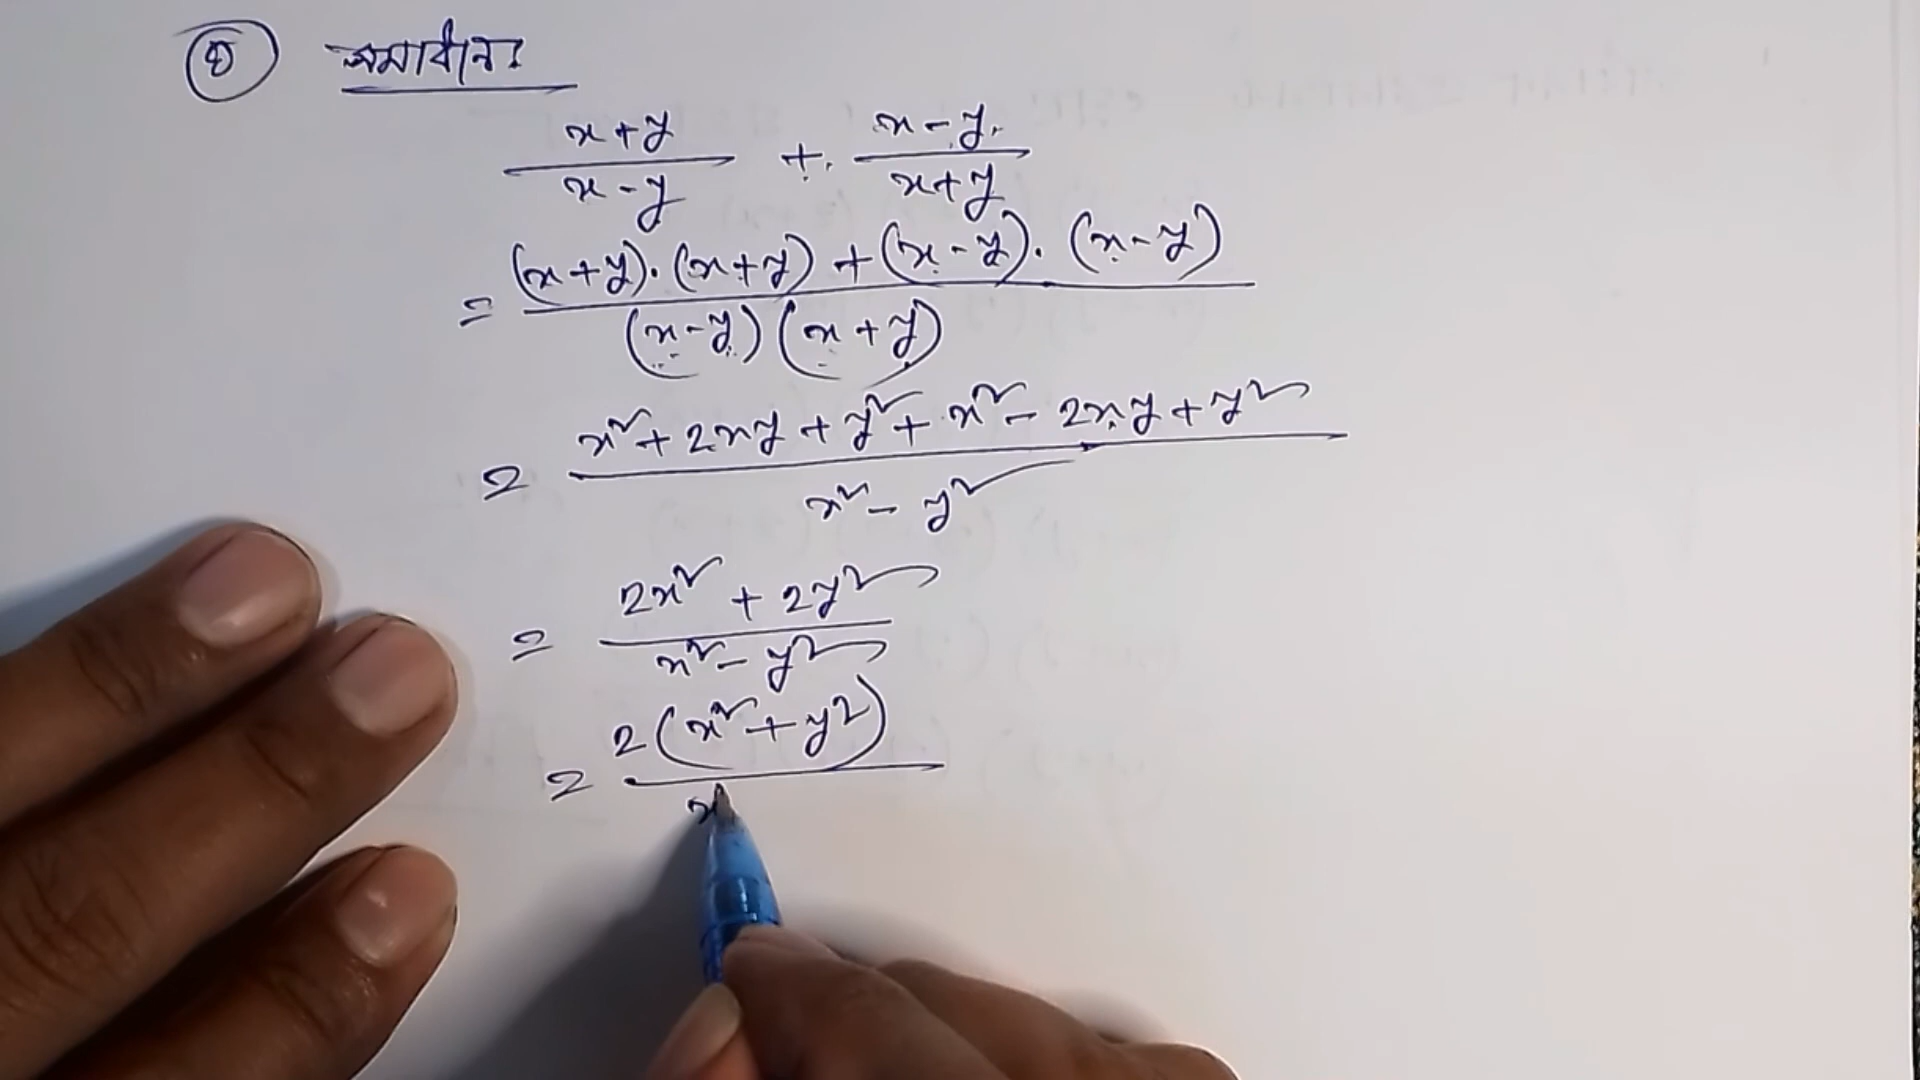 ঘ সমাধানঃ
x+y/x-y + x-y/x+y
= (x+y).(x+y)+(x-y).(x-y)/(x-y)(x+y)
= x²+2xy+y²+x²-2xy+y²/x²-y²
= 2x²+2y²/x²-y²
= 2(x²+y²)/x